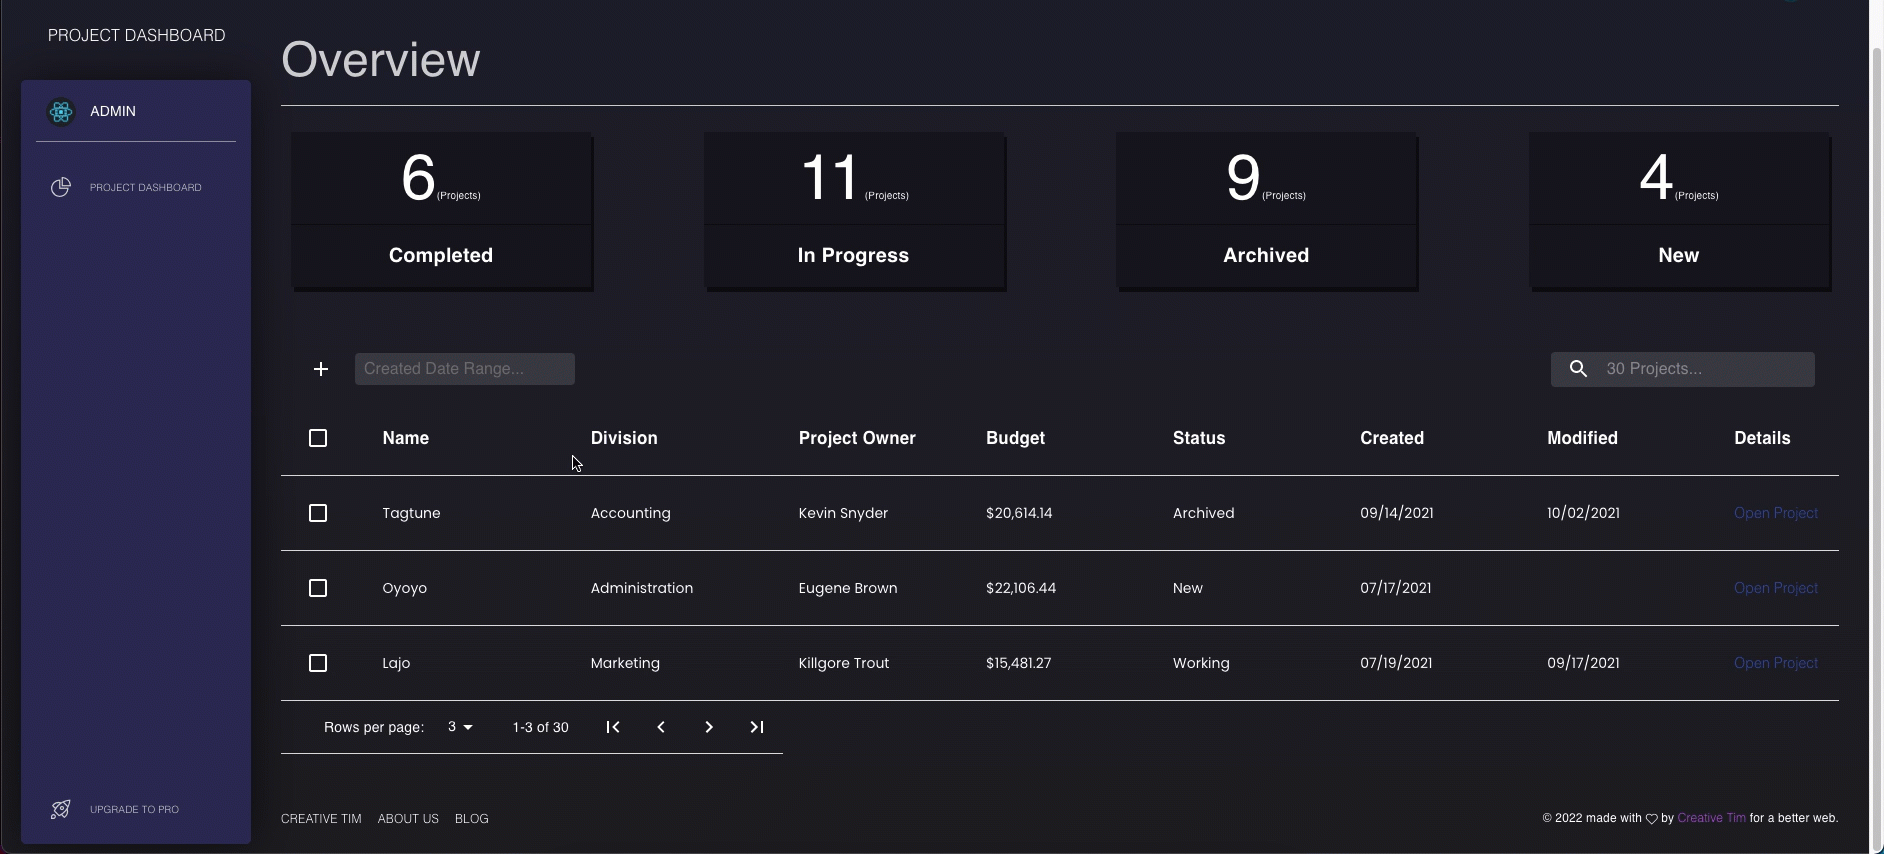 PROJECT DASHBOARD
ADMIN
PROJECT DASHBOARD
UPGRADE TO PRO
Overview
6 (Projects)
Completed
11 (Projects)
In Progress
9 (Projects)
Archived
4 (Projects)
New
Created Date Range...
30 Projects...
Name Division Project Owner Budget Status Created Modified Details
Tagtune Accounting Kevin Snyder $20,614.14 Archived 09/14/2021 10/02/2021 Open Project
Oyoyo Administration Eugene Brown $22,106.44 New 07/17/2021 Open Project
Lajo Marketing Killgore Trout $15,481.27 Working 07/19/2021 09/17/2021 Open Project
Rows per page: 3 1-3 of 30
CREATIVE TIM ABOUT US BLOG
© 2022 made with ♡ by Creative Tim for a better web.